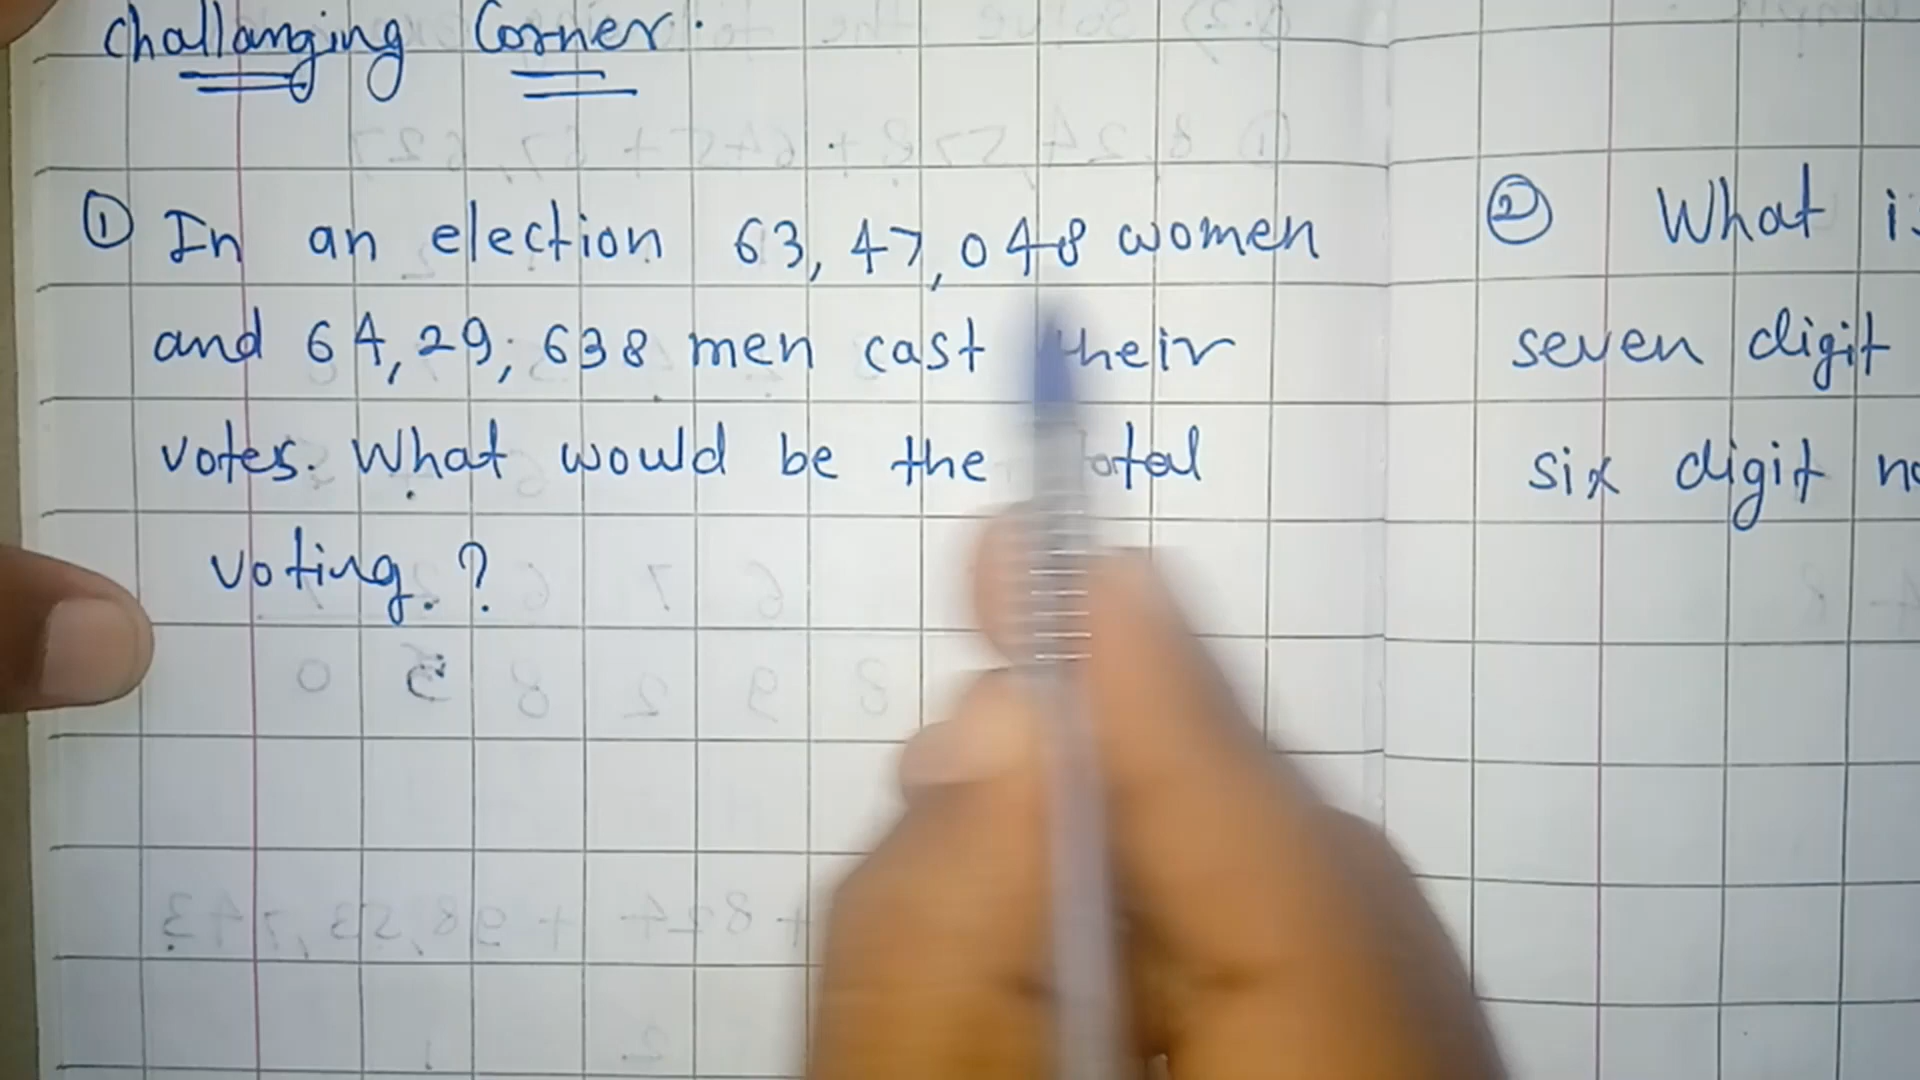 challanging Corner.
① In an election 63,47,048 women
and 64,29,638 men cast their
votes. What would be the total
voting.?
② What
seven digit
six digit